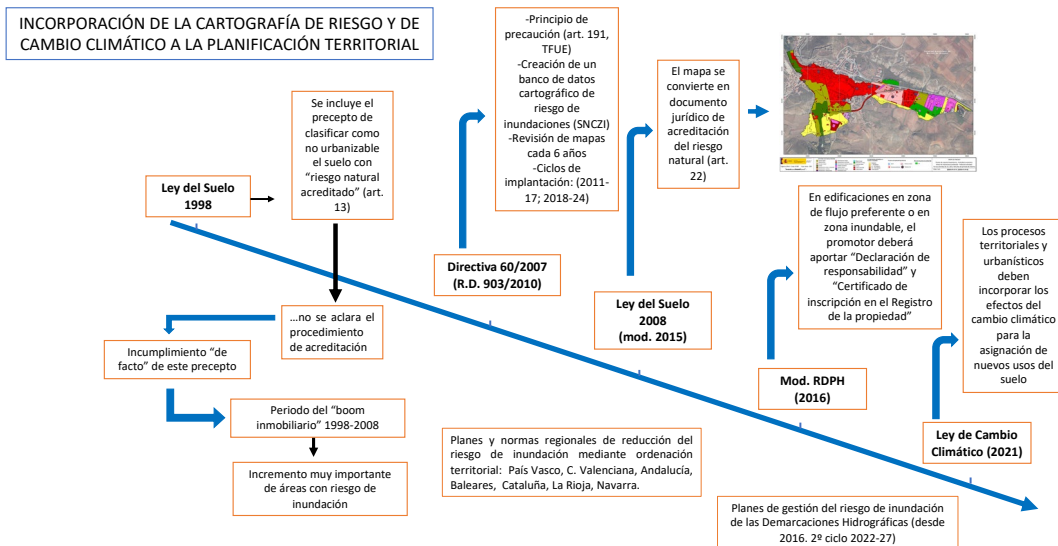 INCORPORACIÓN DE LA CARTOGRAFÍA DE RIESGO Y DE
CAMBIO CLIMÁTICO A LA PLANIFICACIÓN TERRITORIAL
Ley del Suelo
1998
Se incluye el
precepto de
clasificar como
no urbanizable
el suelo con
“riesgo natural
acreditado” (art.
13)
…no se aclara el
procedimiento
de acreditación
Incumplimiento “de
facto” de este precepto
Periodo del “boom
inmobiliario” 1998-2008
Incremento muy importante
de áreas con riesgo de
inundación
-Principio de
precaución (art. 191,
TFUE)
-Creación de un
banco de datos
cartográfico de
riesgo de
inundaciones (SNCZI)
-Revisión de mapas
cada 6 años
-Ciclos de
implantación: (2011-
17; 2018-24)
Directiva 60/2007
(R.D. 903/2010)
El mapa se
convierte en
documento
jurídico de
acreditación
del riesgo
natural (art.
22)
Ley del Suelo
2008
(mod. 2015)
En edificaciones en zona
de flujo preferente o en
zona inundable, el
promotor deberá
aportar “Declaración de
responsabilidad” y
“Certificado de
inscripción en el Registro
de la propiedad”
Mod. RDPH
(2016)
Los procesos
territoriales y
urbanísticos
deben
incorporar los
efectos del
cambio climático
para la
asignación de
nuevos usos del
suelo
Ley de Cambio
Climático (2021)
Planes y normas regionales de reducción del
riesgo de inundación mediante ordenación
territorial: País Vasco, C. Valenciana, Andalucía,
Baleares, Cataluña, La Rioja, Navarra.
Planes de gestión del riesgo de inundación
de las Demarcaciones Hidrográficas (desde
2016. 2º ciclo 2022-27)